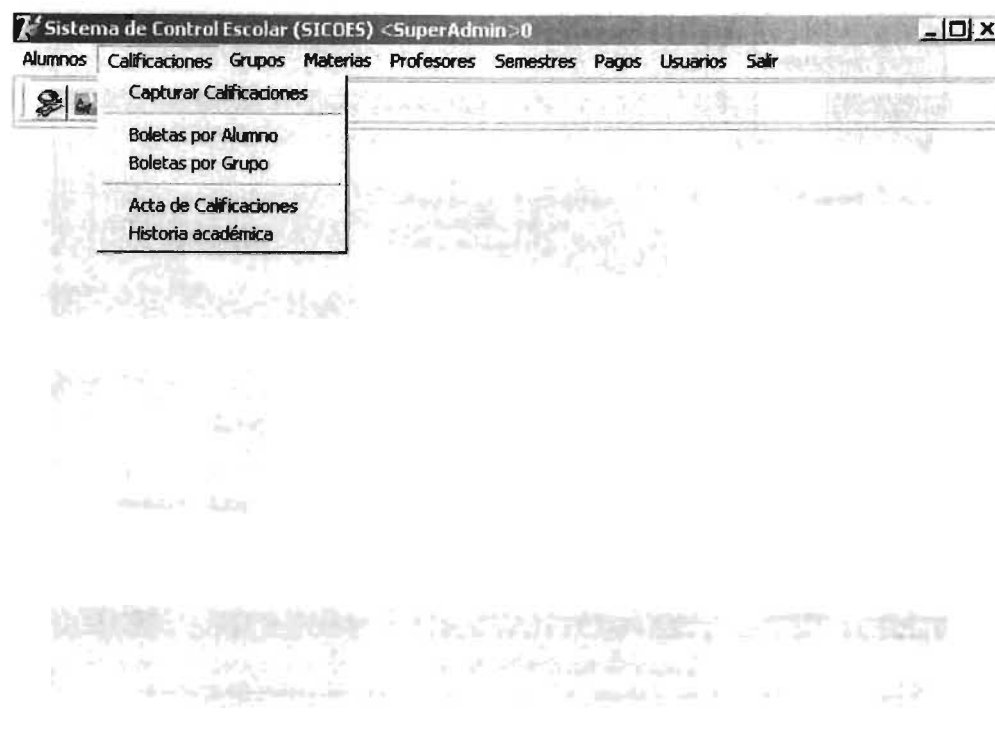 Sistema de Control Escolar (SICOES) <SuperAdmin>0
Alumnos Calificaciones Grupos Materias Profesores Semestres Pagos Usuarios Salir
Capturar Calificaciones
Boletas por Alumno
Boletas por Grupo
Acta de Calificaciones
Historia académica